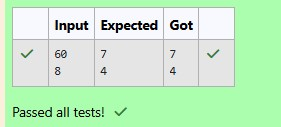 Input Expected Got
✓ 60 7 7 ✓
8 4 4
Passed all tests! ✓